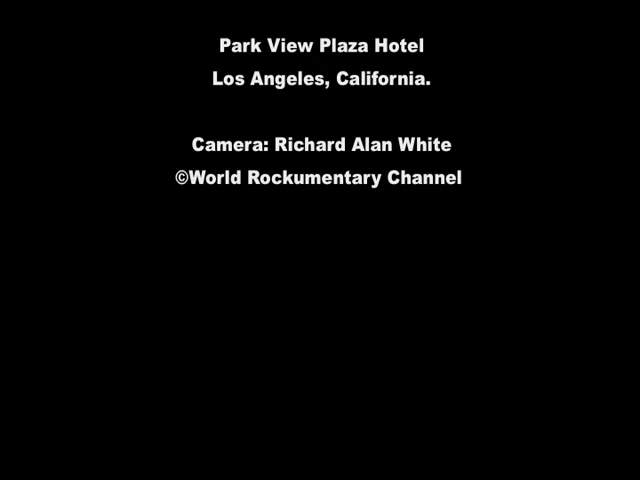 Park View Plaza Hotel
Los Angeles, California.
Camera: Richard Alan White
©World Rockumentary Channel